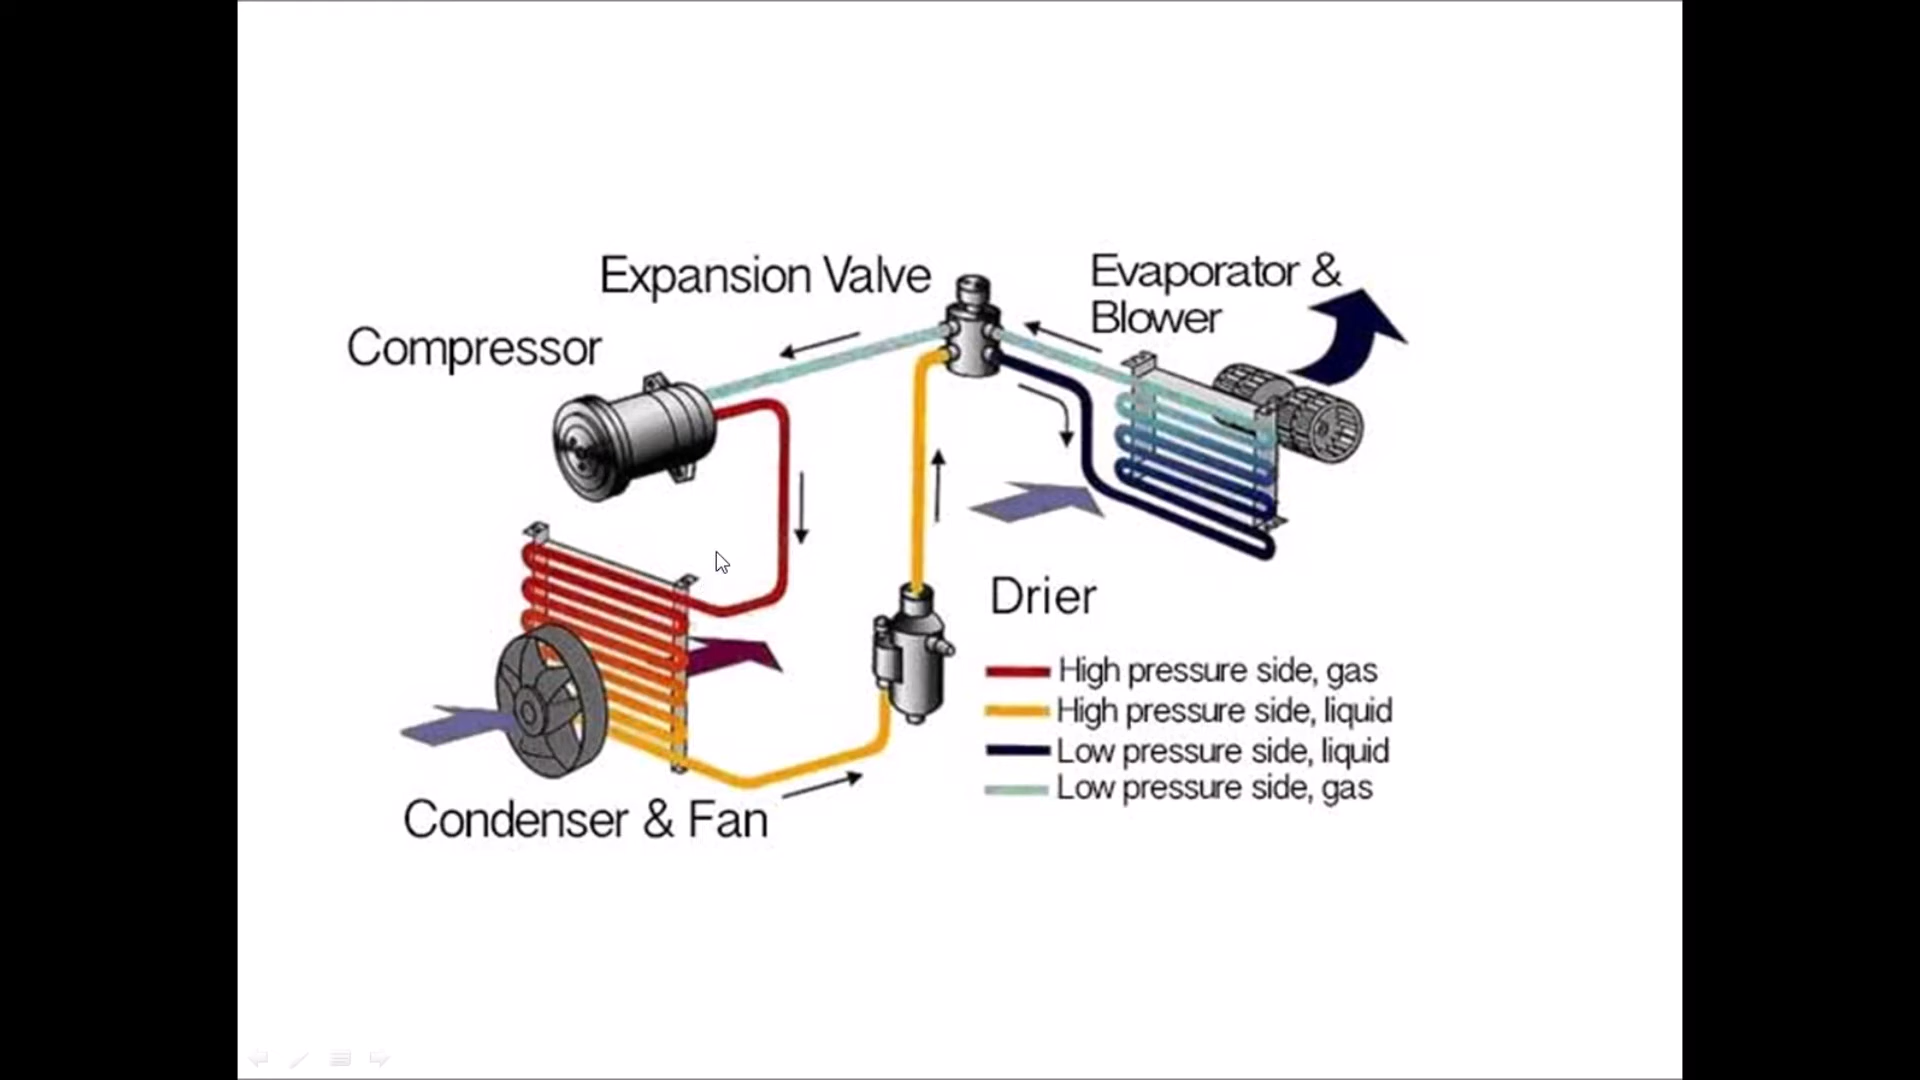 Expansion Valve
Evaporator &
Blower
Compressor
Drier
High pressure side, gas
High pressure side, liquid
Low pressure side, liquid
Low pressure side, gas
Condenser & Fan